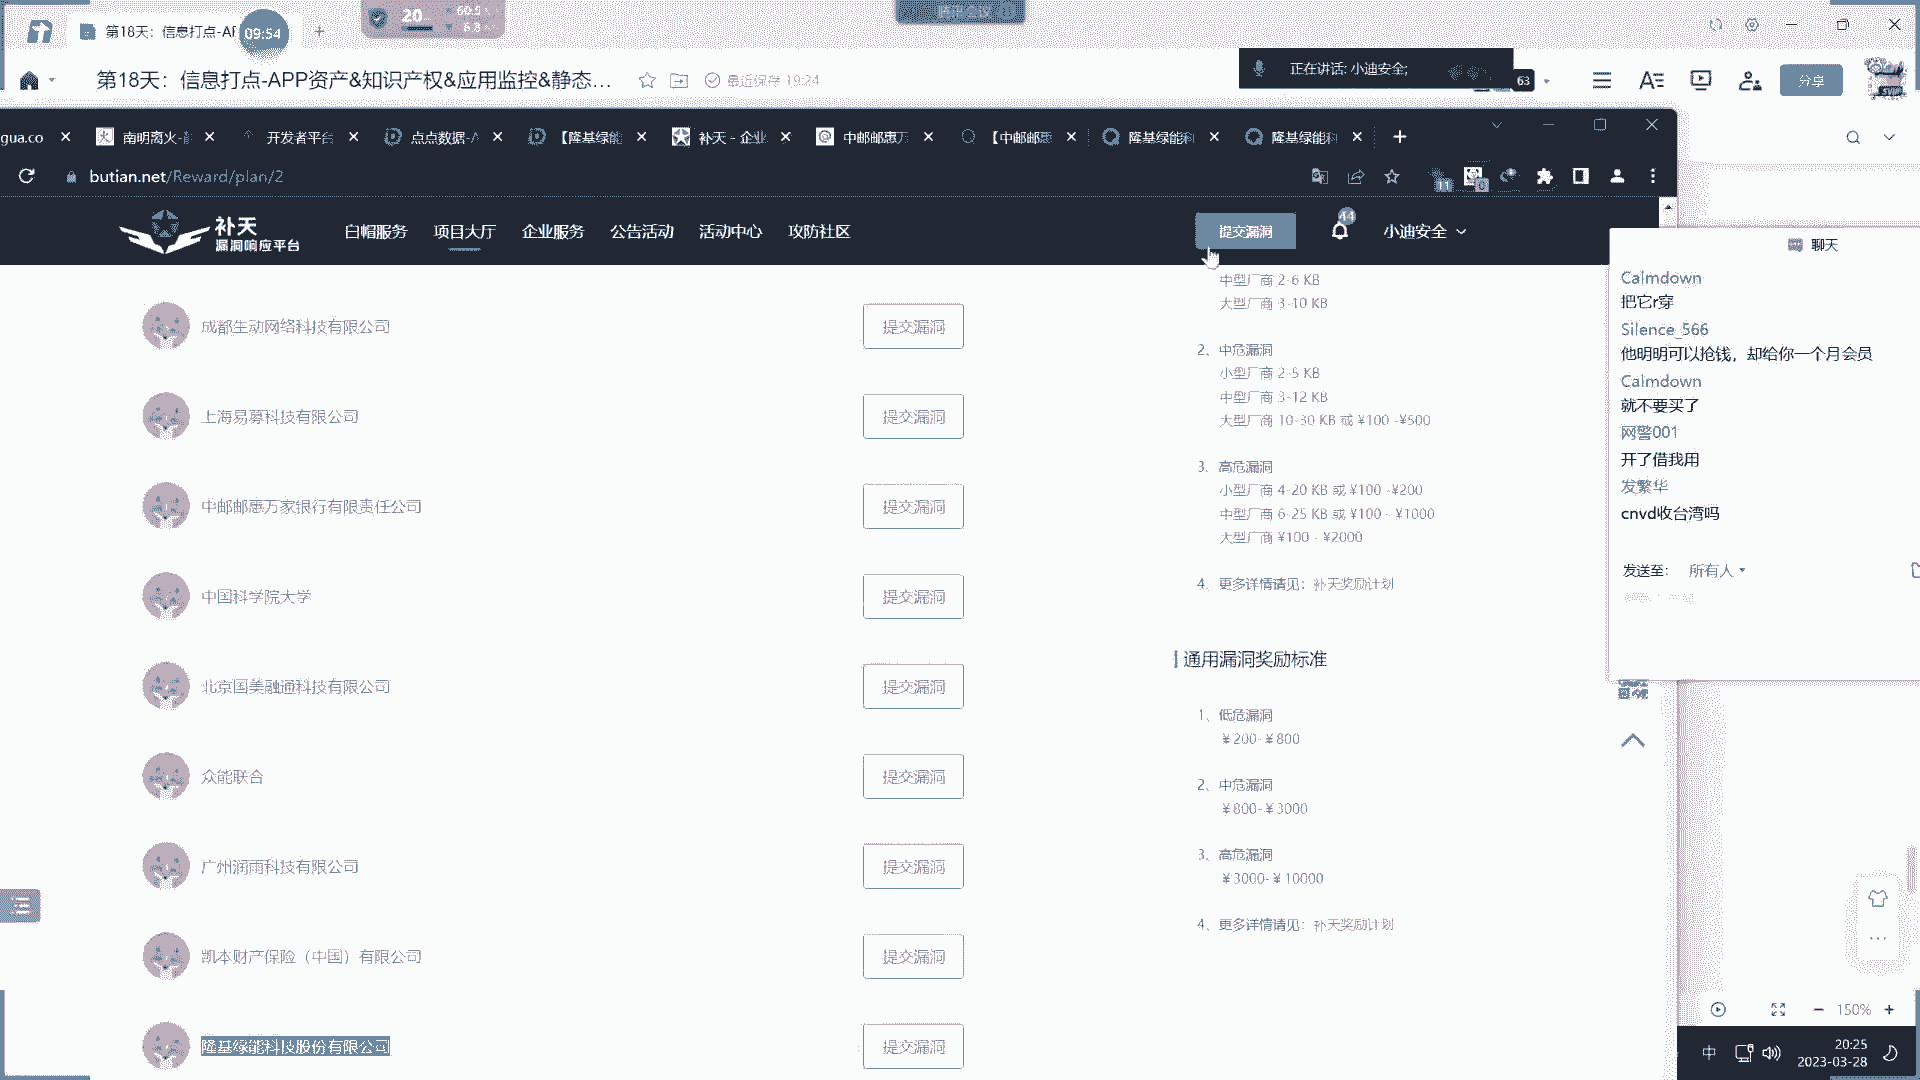 第18天：信息打点-AF
09:54
20
60.5
6.8
腾讯会议
第18天：信息打点-APP资产&知识产权&应用监控&静态...
最近保存 19:24
正在讲话: 小迪安全;
63
分享
gua.co
南明离火-
开发者平台
点点数据-A
【隆基绿能
补天 - 企业
中邮邮惠万
【中邮邮惠
隆基绿能科
隆基绿能科
butian.net/Reward/plan/2
11
0
补天
漏洞响应平台
白帽服务
项目大厅
企业服务
公告活动
活动中心
攻防社区
提交漏洞
44
小迪安全
成都生动网络科技有限公司
提交漏洞
上海易募科技有限公司
提交漏洞
中邮邮惠万家银行有限责任公司
提交漏洞
中国科学院大学
提交漏洞
北京国美融通科技有限公司
提交漏洞
众能联合
提交漏洞
广州润雨科技有限公司
提交漏洞
凯本财产保险（中国）有限公司
提交漏洞
隆基绿能科技股份有限公司
提交漏洞
中型厂商 2-6 KB
大型厂商 3-10 KB
2、中危漏洞
小型厂商 2-5 KB
中型厂商 3-12 KB
大型厂商 10-30 KB 或 ¥100 -¥500
3、高危漏洞
小型厂商 4-20 KB 或 ¥100 -¥200
中型厂商 6-25 KB 或 ¥100 - ¥1000
大型厂商 ¥100 - ¥2000
4、更多详情请见：补天奖励计划
通用漏洞奖励标准
1、低危漏洞
¥200-¥800
2、中危漏洞
¥800-¥3000
3、高危漏洞
¥3000-¥10000
4、更多详情请见：补天奖励计划
聊天
Calmdown
把它r穿
Silence_566
他明明可以抢钱，却给你一个月会员
Calmdown
就不要买了
网警001
开了借我用
发繁华
cnvd收台湾吗
发送至：
所有人
150%
中
20:25
2023-03-28